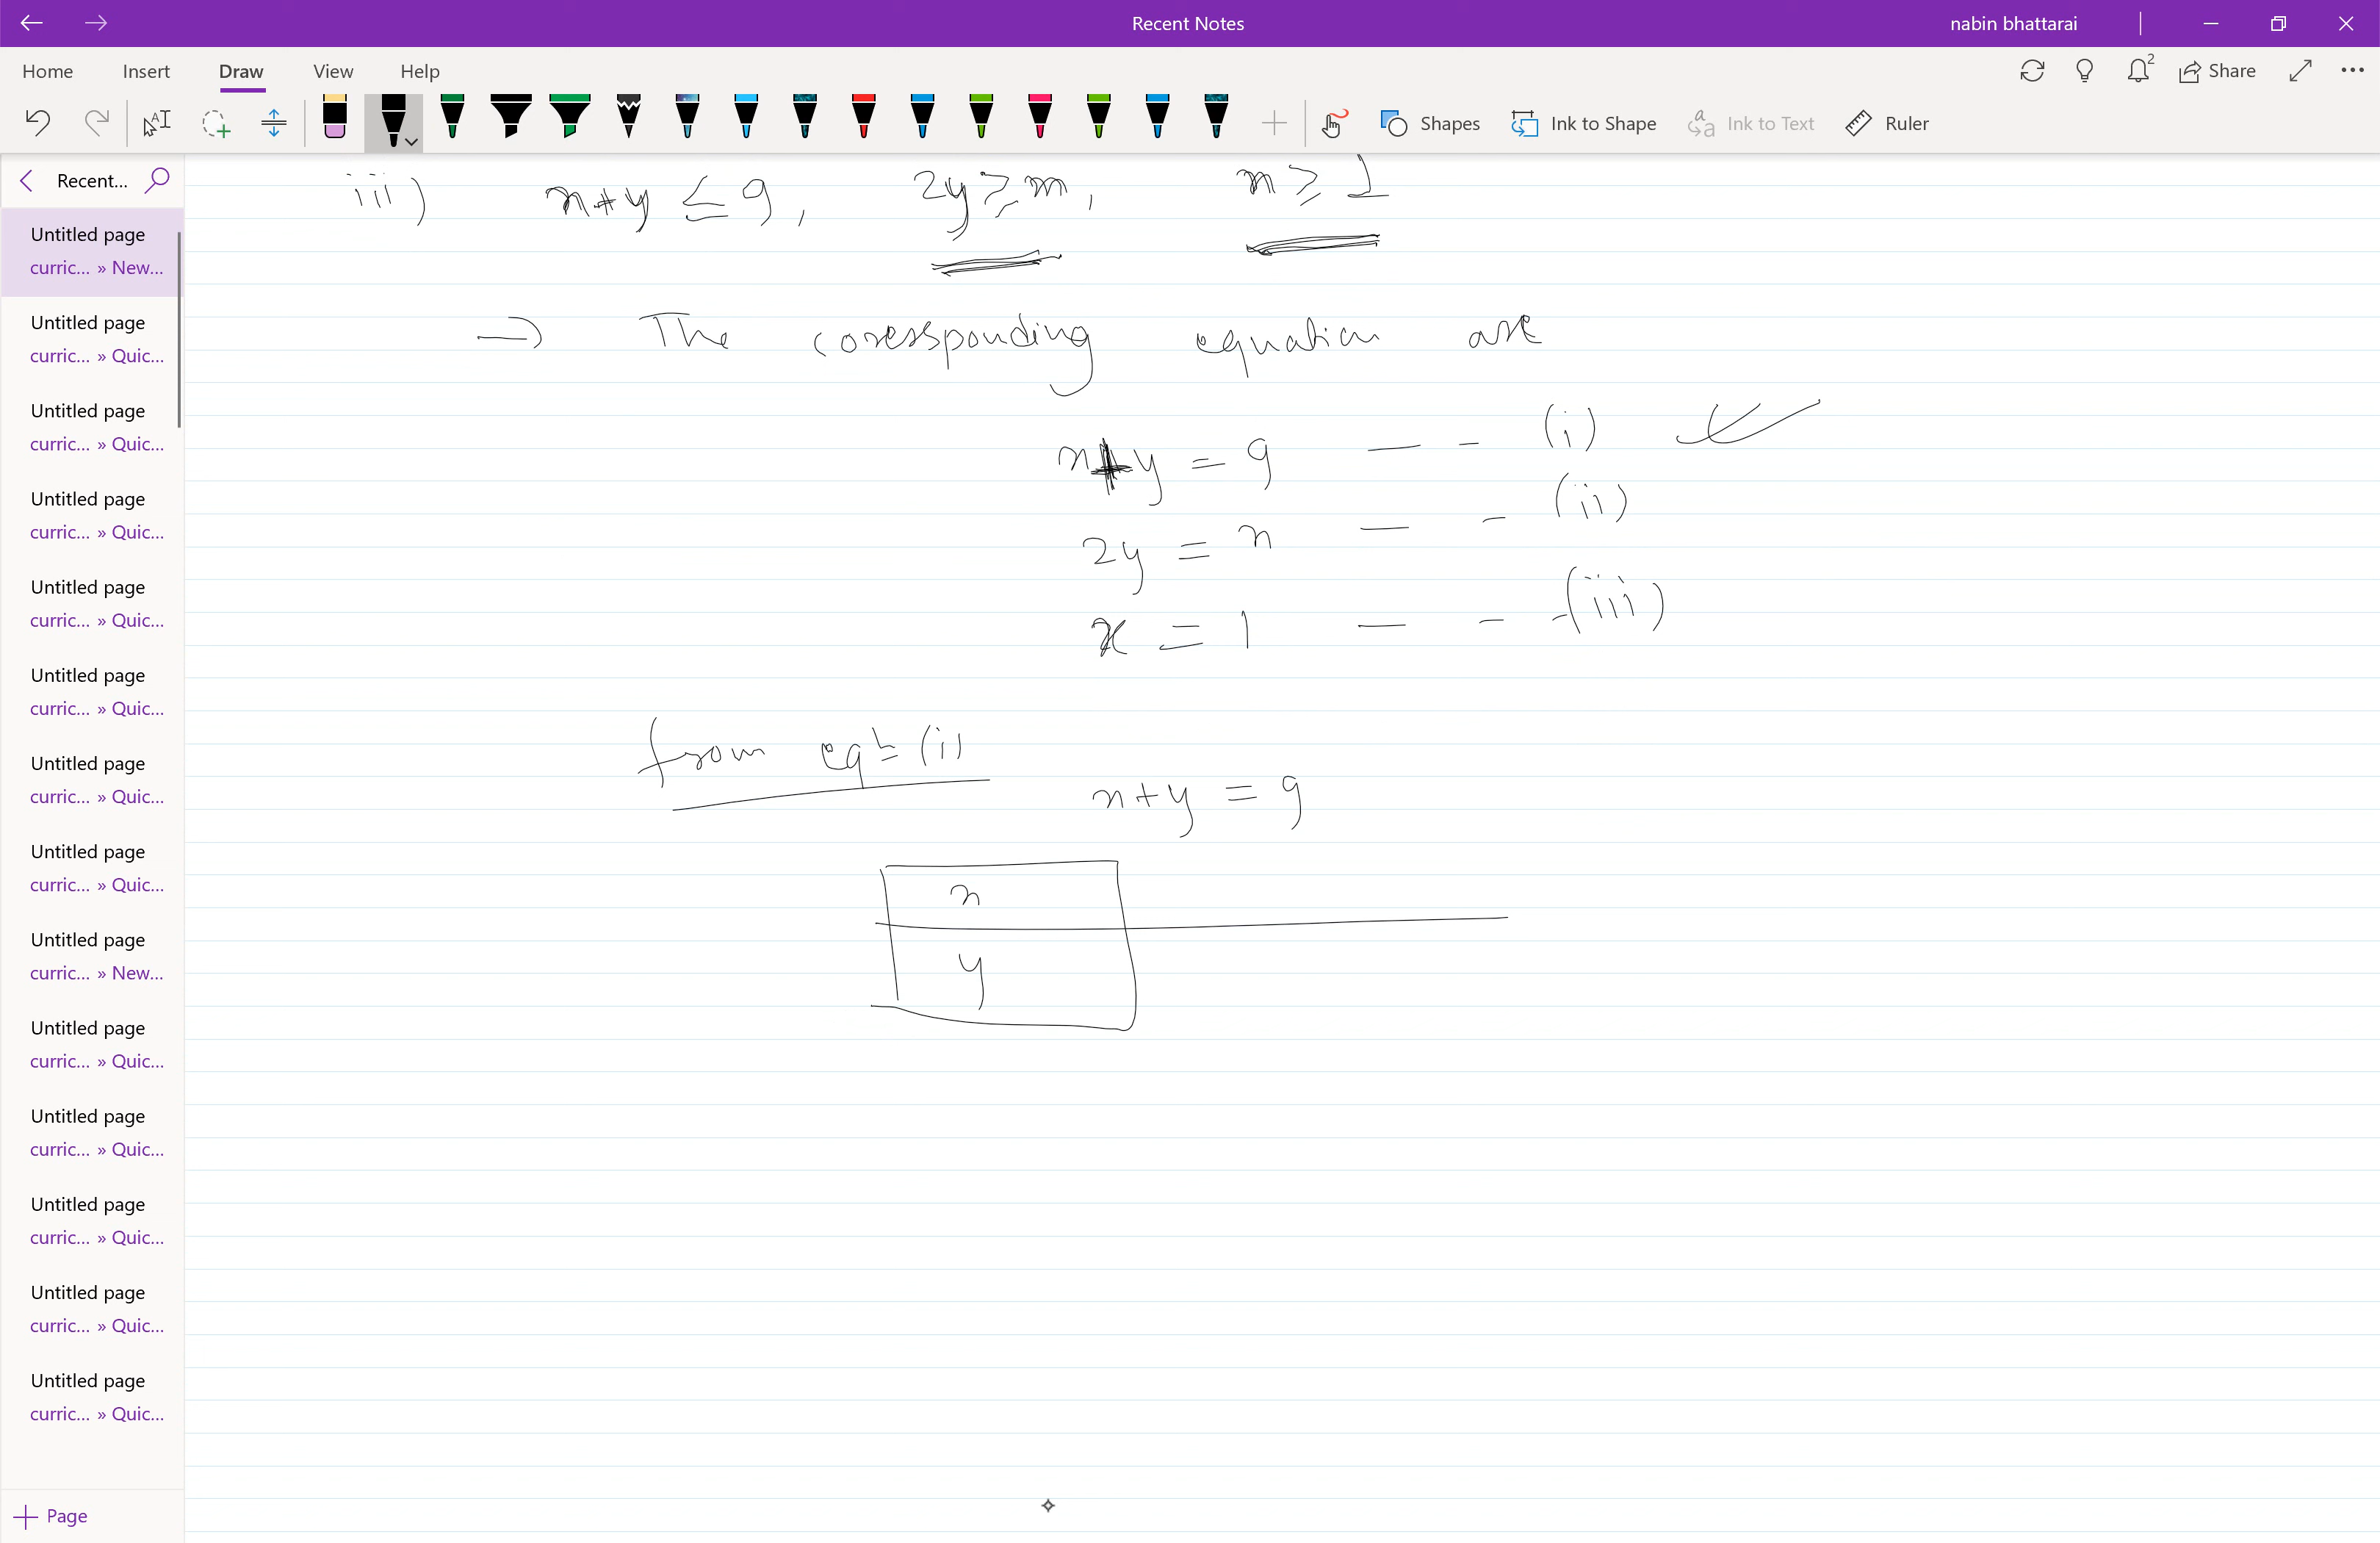 Recent Notes
nabin bhattarai
Home Insert Draw View Help
Share
Shapes Ink to Shape Ink to Text Ruler
Recent...
Untitled page
curric... » New...
Untitled page
curric... » Quic...
Untitled page
curric... » Quic...
Untitled page
curric... » Quic...
Untitled page
curric... » Quic...
Untitled page
curric... » Quic...
Untitled page
curric... » Quic...
Untitled page
curric... » Quic...
Untitled page
curric... » New...
Untitled page
curric... » Quic...
Untitled page
curric... » Quic...
Untitled page
curric... » Quic...
Untitled page
curric... » Quic...
Untitled page
curric... » Quic...
Page
iii) x+y ≤ 9, 2y ≥ x, x ≥ 1
→ The coressponding equation are
x+y = 9 — - (i)
2y = x — - (ii)
x = 1 — - -(iii)
from eqn (i)
x+y = 9
x
y